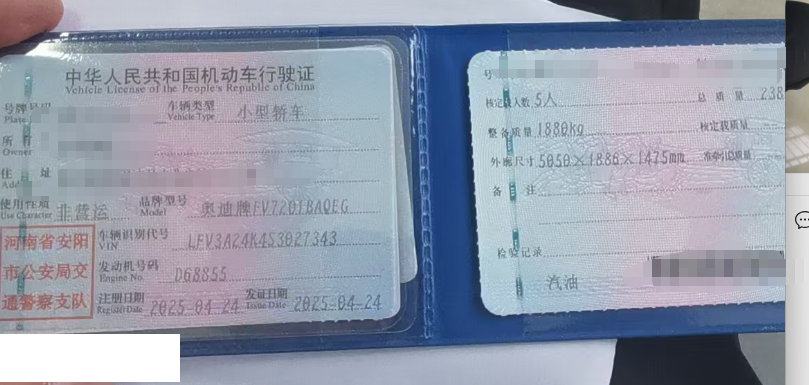 中华人民共和国机动车行驶证
Vehicle License of the People's Republic of China
号牌号码
Plate
车辆类型 小型轿车
Vehicle Type
所有
Owner
住 址
Add
使用性质 非营运
Use Character
品牌型号 奥迪牌FV7201BAQEG
Model
车辆识别代号 LFV3A24K4S3027343
VIN
发动机号码 D68855
Engine No.
注册日期 2025-04-24
Register Date
发证日期 2025-04-24
Issue Date
河南省安阳
市公安局交
通警察支队
号
核定载人数 5人
总 质 量 238
整备质量 1880kg
核定载质量
外廓尺寸 5050×1886×1475mm
准牵引总质量
备 注
检验记录
汽油